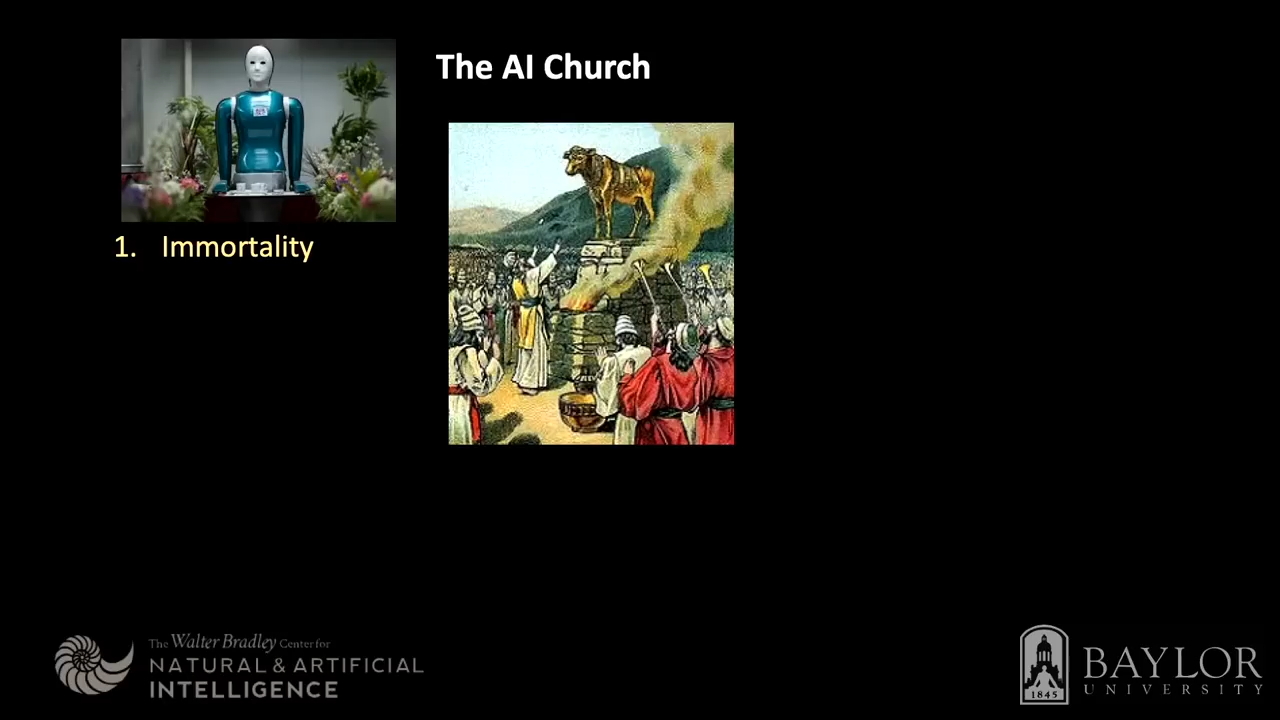 The AI Church
1. Immortality
The Walter Bradley Center for
NATURAL & ARTIFICIAL
INTELLIGENCE
BAYLOR
UNIVERSITY
1845